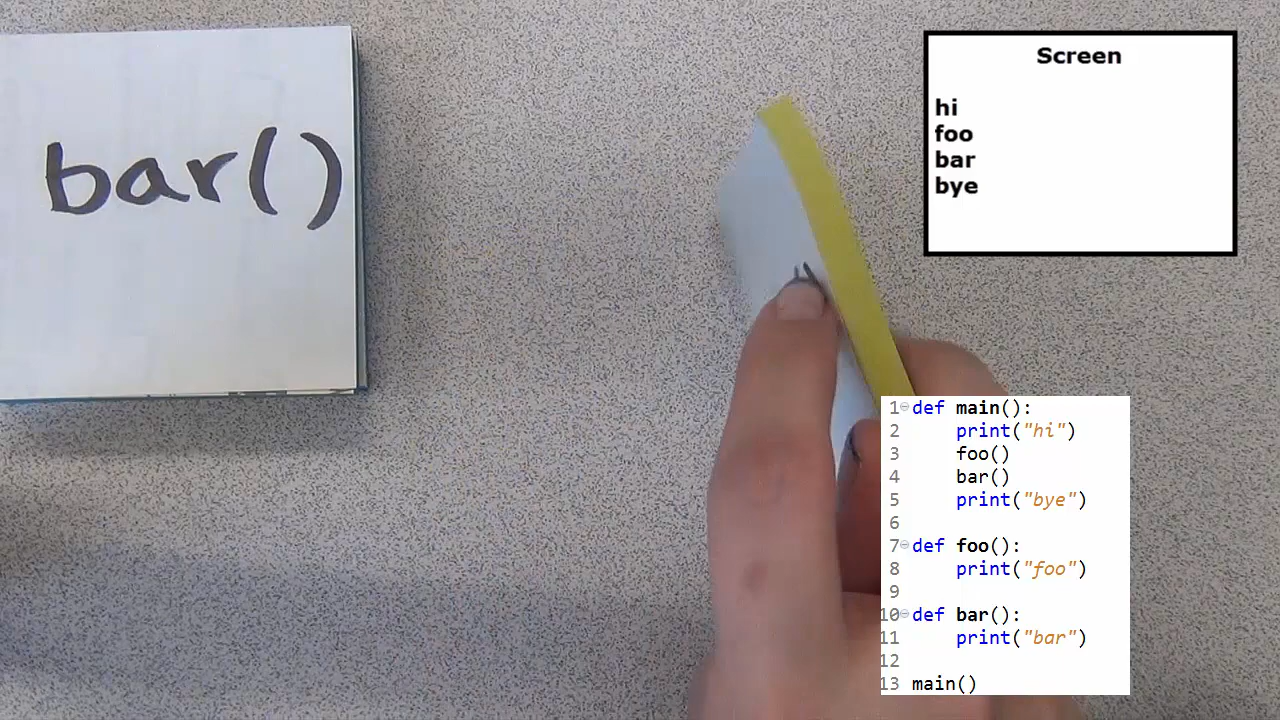 bar()
Screen
hi
foo
bar
bye
1 def main():
2 print("hi")
3 foo()
4 bar()
5 print("bye")
6
7 def foo():
8 print("foo")
9
10 def bar():
11 print("bar")
12
13 main()